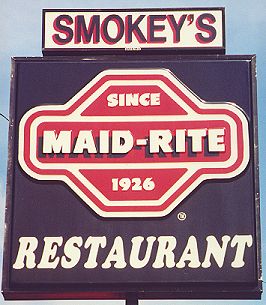 SMOKEY'S
SINCE
MAID-RITE
1926
RESTAURANT